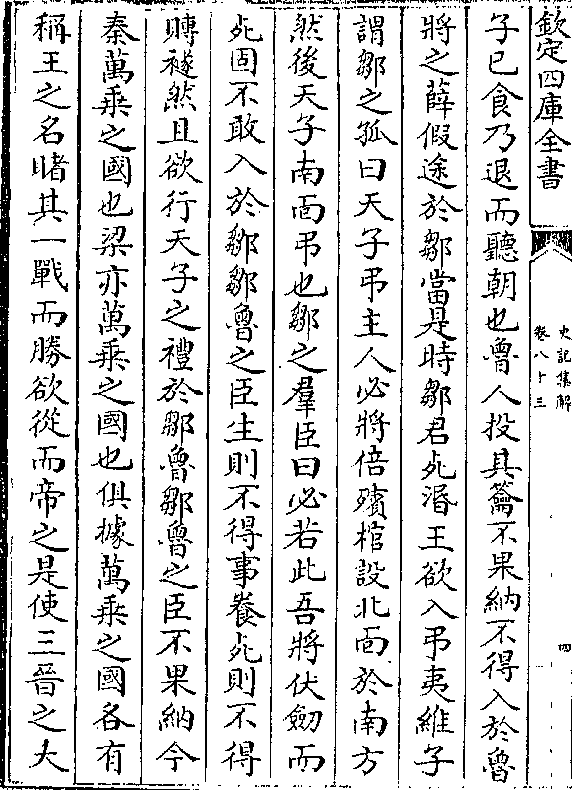 欽定四庫全書
史記集解
卷八十三
四
子已食乃退而聽朝也魯人投其籥不果納不得入於魯
將之薛假途於鄒當是時鄒君死湣王欲入弔夷維子
謂鄒之孤曰天子弔主人必將倍殯棺設北面於南方
然後天子南面弔也鄒之羣臣曰必若此吾將伏劒而
死固不敢入於鄒鄒魯之臣生則不得事養死則不得
賻襚然且欲行天子之禮於鄒魯鄒魯之臣不果納今
秦萬乘之國也梁亦萬乘之國也俱據萬乘之國各有
稱王之名睹其一戰而勝欲從而帝之是使三晉之大